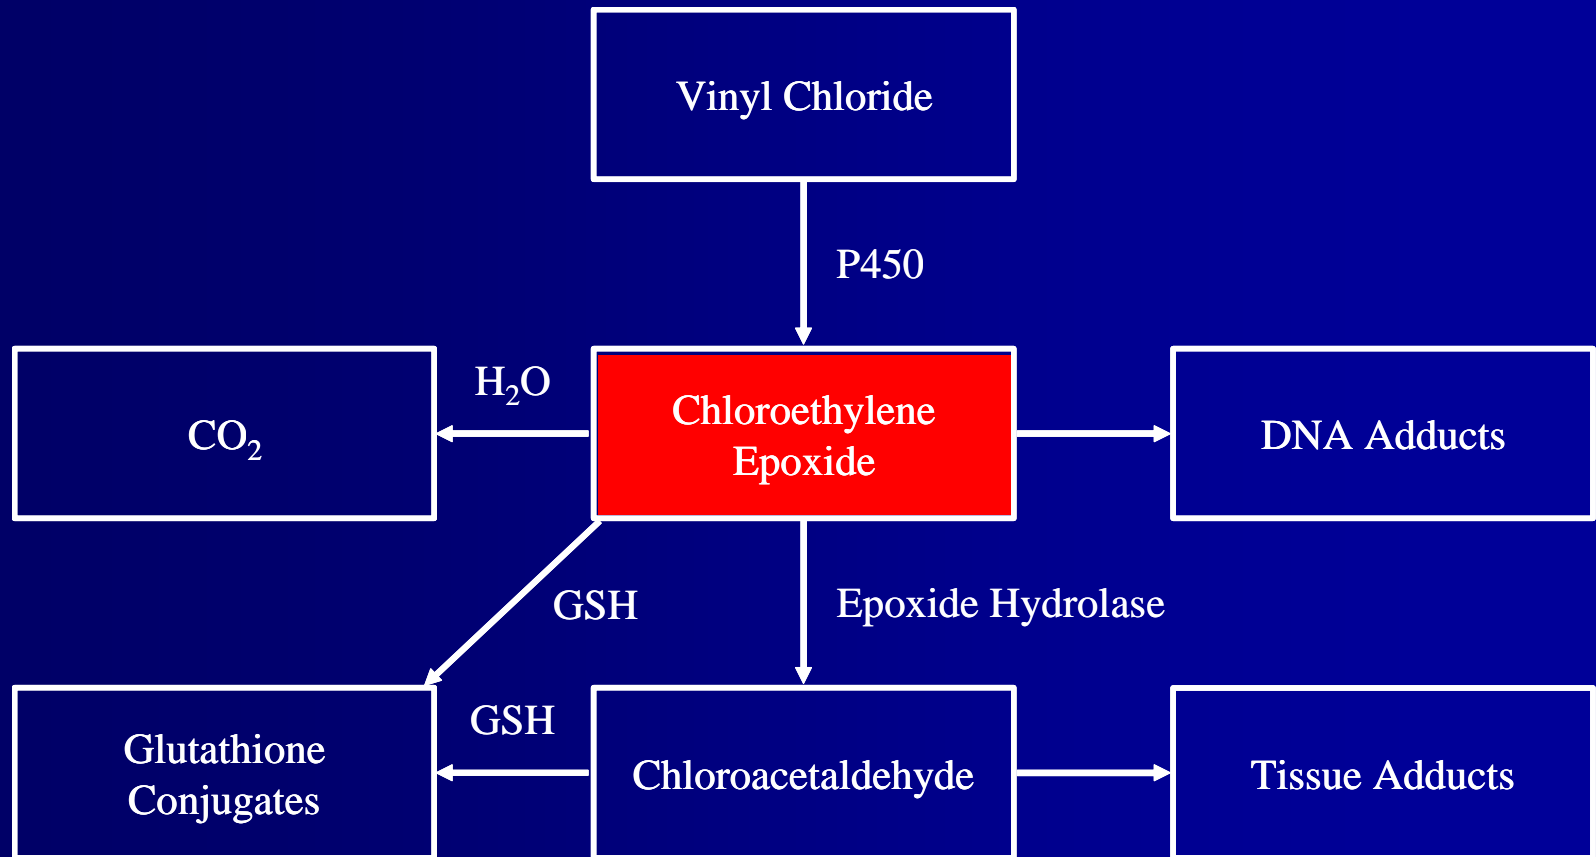 Vinyl Chloride
P450
H₂O
Chloroethylene
Epoxide
CO₂
DNA Adducts
GSH
Epoxide Hydrolase
GSH
Glutathione
Conjugates
Chloroacetaldehyde
Tissue Adducts